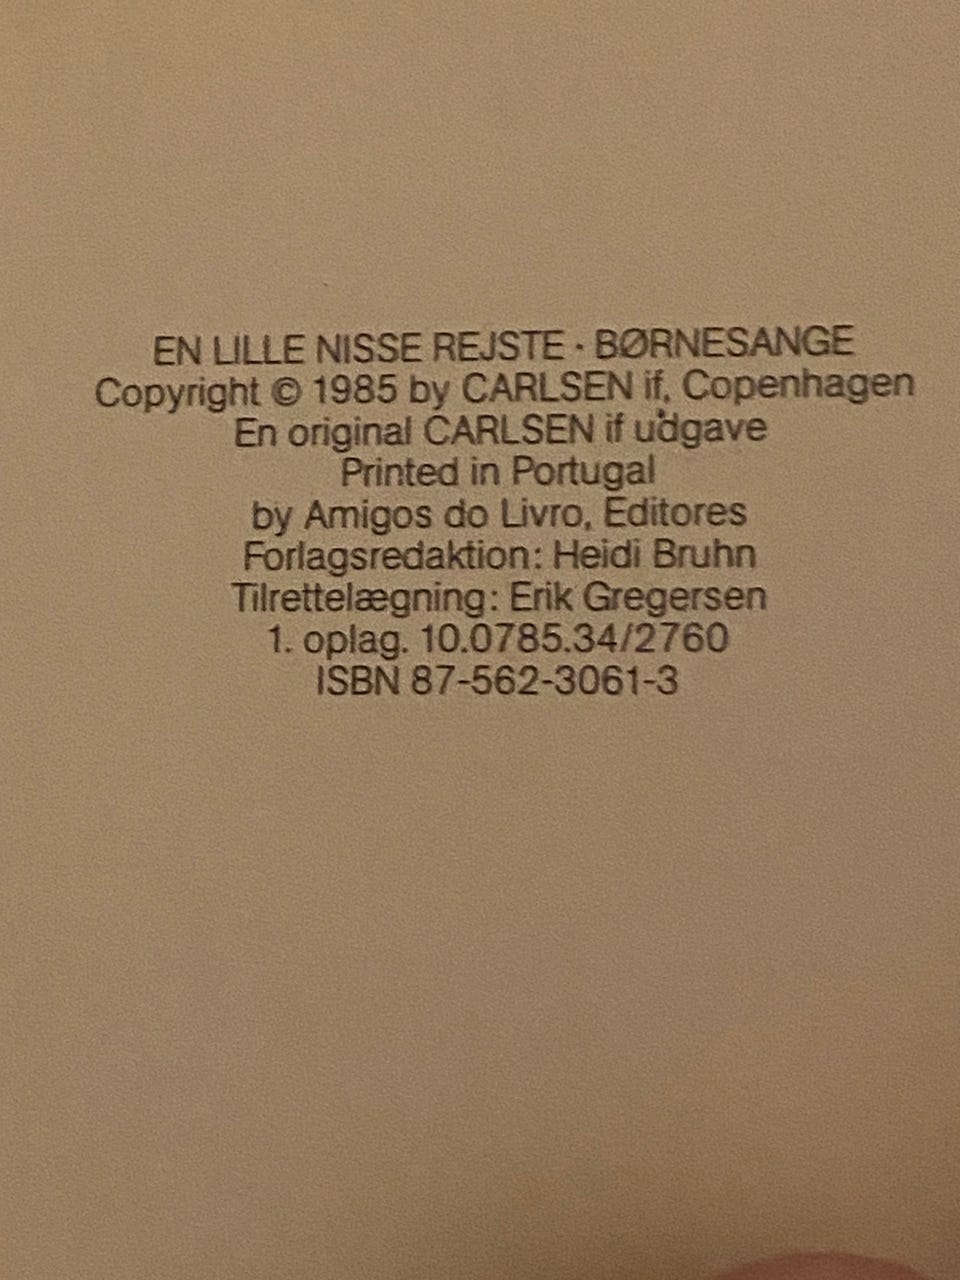 EN LILLE NISSE REJSTE · BØRNESANGE
Copyright © 1985 by CARLSEN if, Copenhagen
En original CARLSEN if udgave
Printed in Portugal
by Amigos do Livro, Editores
Forlagsredaktion: Heidi Bruhn
Tilrettelægning: Erik Gregersen
1. oplag. 10.0785.34/2760
ISBN 87-562-3061-3